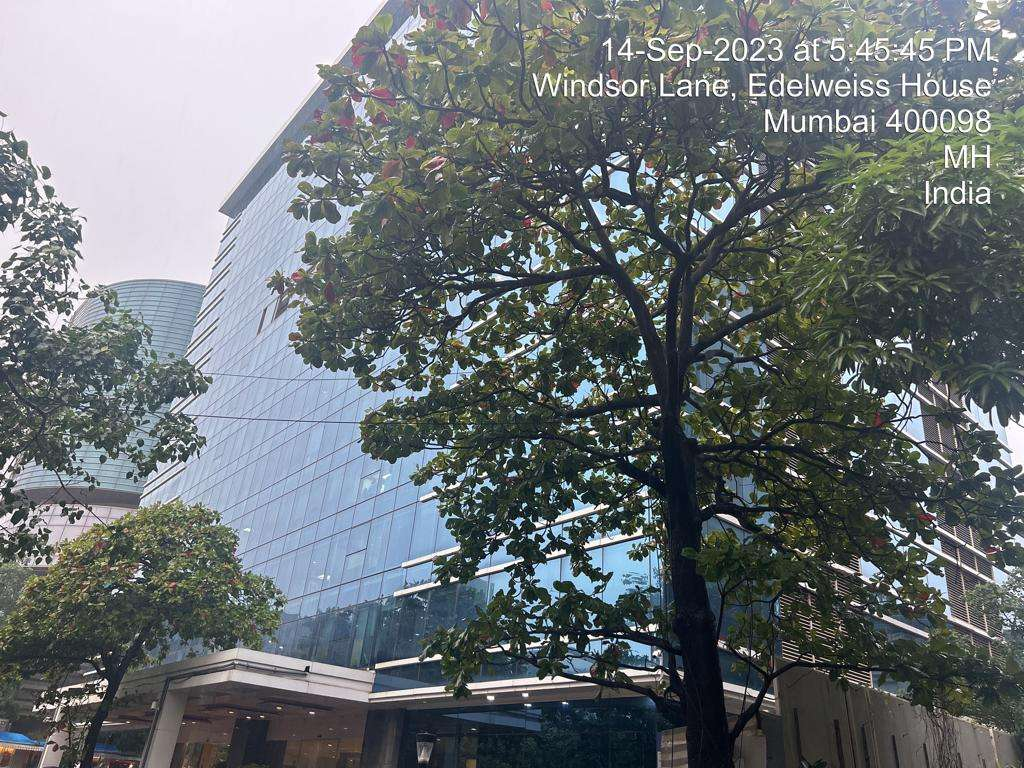 14-Sep-2023 at 5:45:45 PM
Windsor Lane, Edelweiss House
Mumbai 400098
MH
India